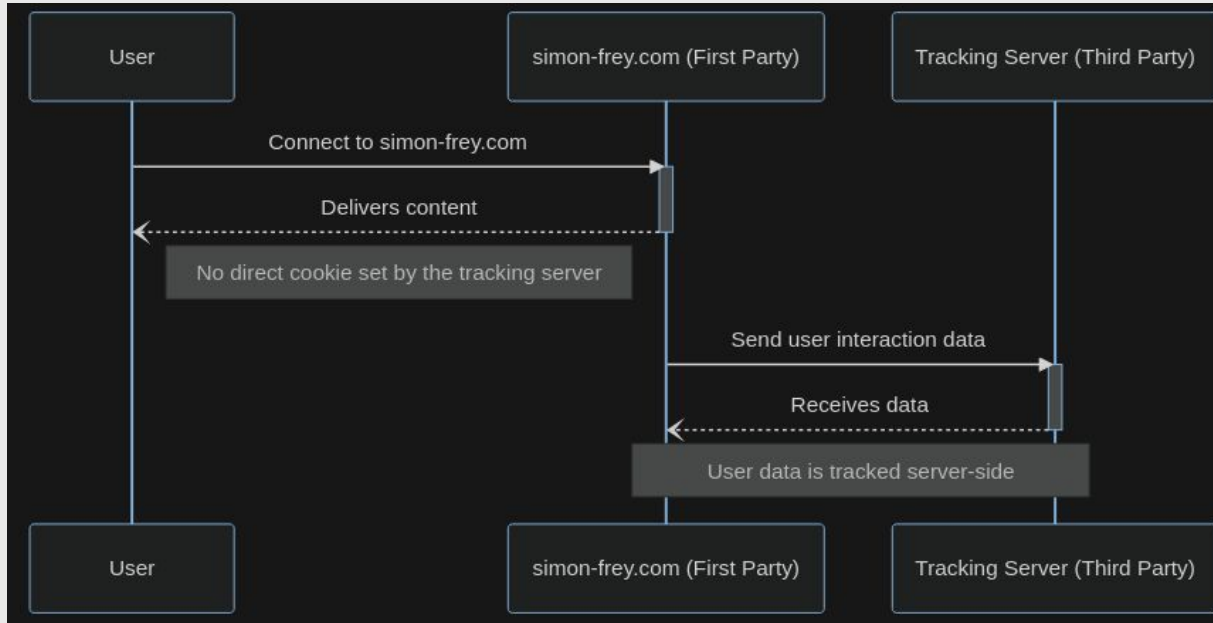 User
simon-frey.com (First Party)
Tracking Server (Third Party)
Connect to simon-frey.com
Delivers content
No direct cookie set by the tracking server
Send user interaction data
Receives data
User data is tracked server-side
User
simon-frey.com (First Party)
Tracking Server (Third Party)